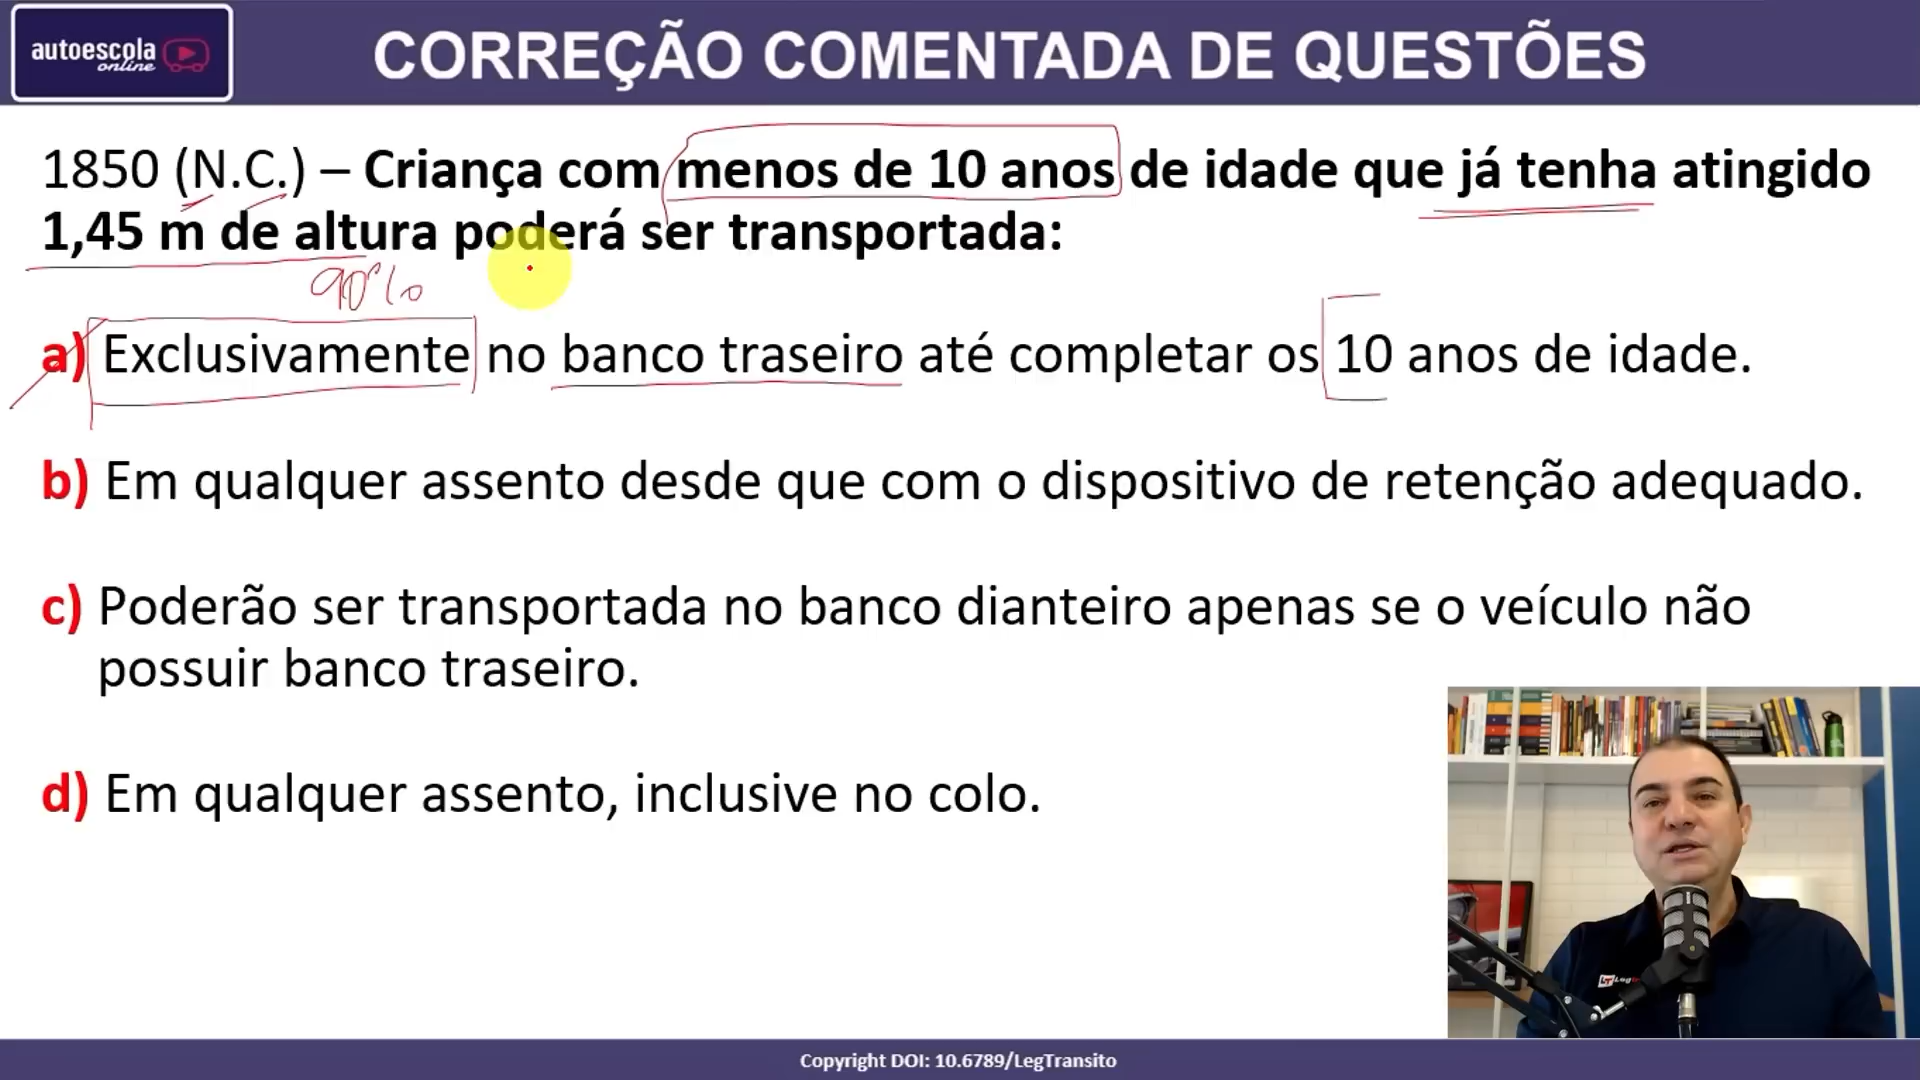 autoescola
online
CORREÇÃO COMENTADA DE QUESTÕES
1850 (N.C.) – Criança com menos de 10 anos de idade que já tenha atingido
1,45 m de altura poderá ser transportada:
90%
a) Exclusivamente no banco traseiro até completar os 10 anos de idade.
b) Em qualquer assento desde que com o dispositivo de retenção adequado.
c) Poderão ser transportada no banco dianteiro apenas se o veículo não
possuir banco traseiro.
d) Em qualquer assento, inclusive no colo.
Copyright DOI: 10.6789/LegTransito